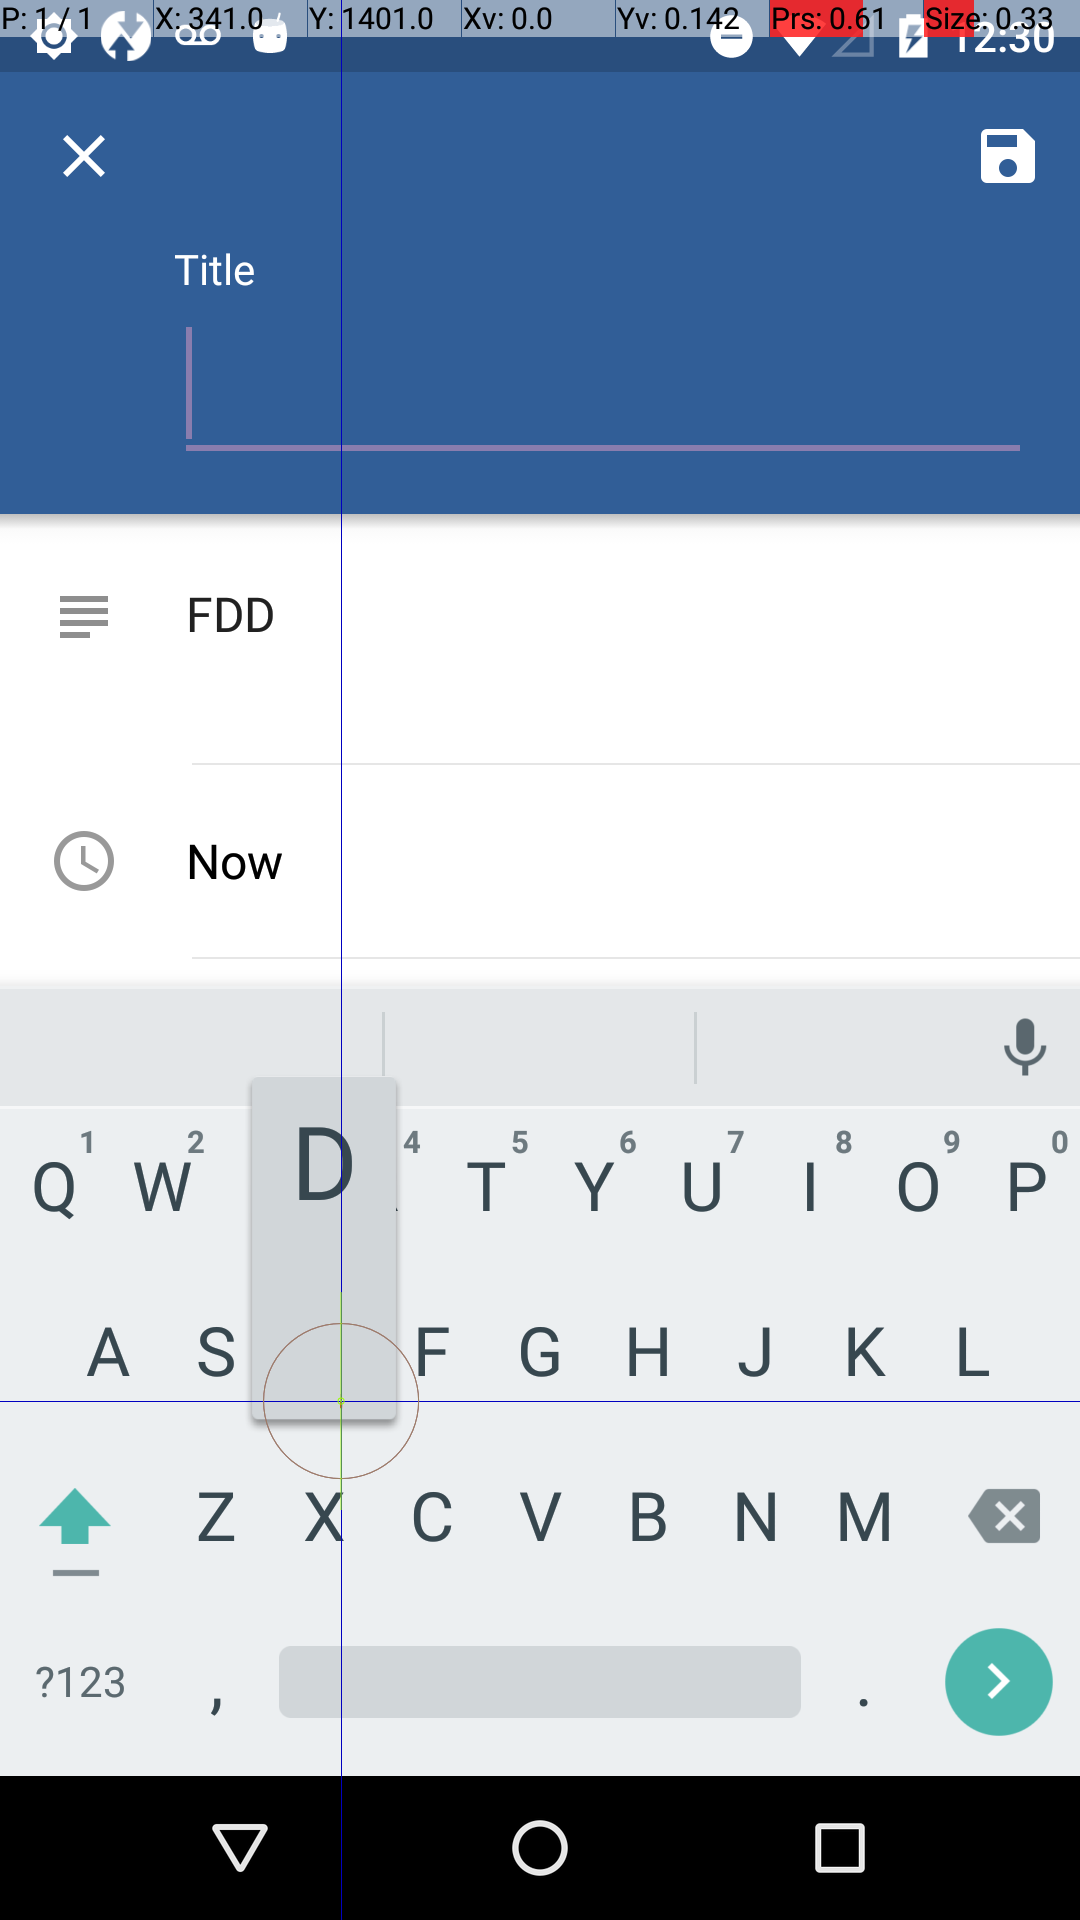 P: 1 / 1 X: 341.0 Y: 1401.0 Xv: 0.0 Yv: 0.142 Prs: 0.61 Size: 0.33
12:30
Title
FDD
Now
D
1 2 4 5 6 7 8 9 0
Q W T Y U I O P
A S F G H J K L
Z X C V B N M
?123 , .